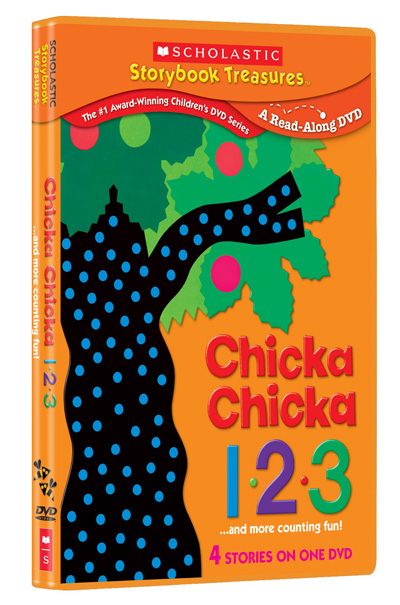 SCHOLASTIC
Storybook Treasures™
The #1 Award-Winning Children's DVD Series
A Read-Along DVD
Chicka
Chicka
1·2·3
...and more counting fun!
4 STORIES ON ONE DVD
SCHOLASTIC
Storybook
Treasures
Chicka Chicka 1·2·3
...and more counting fun!
DVD
S